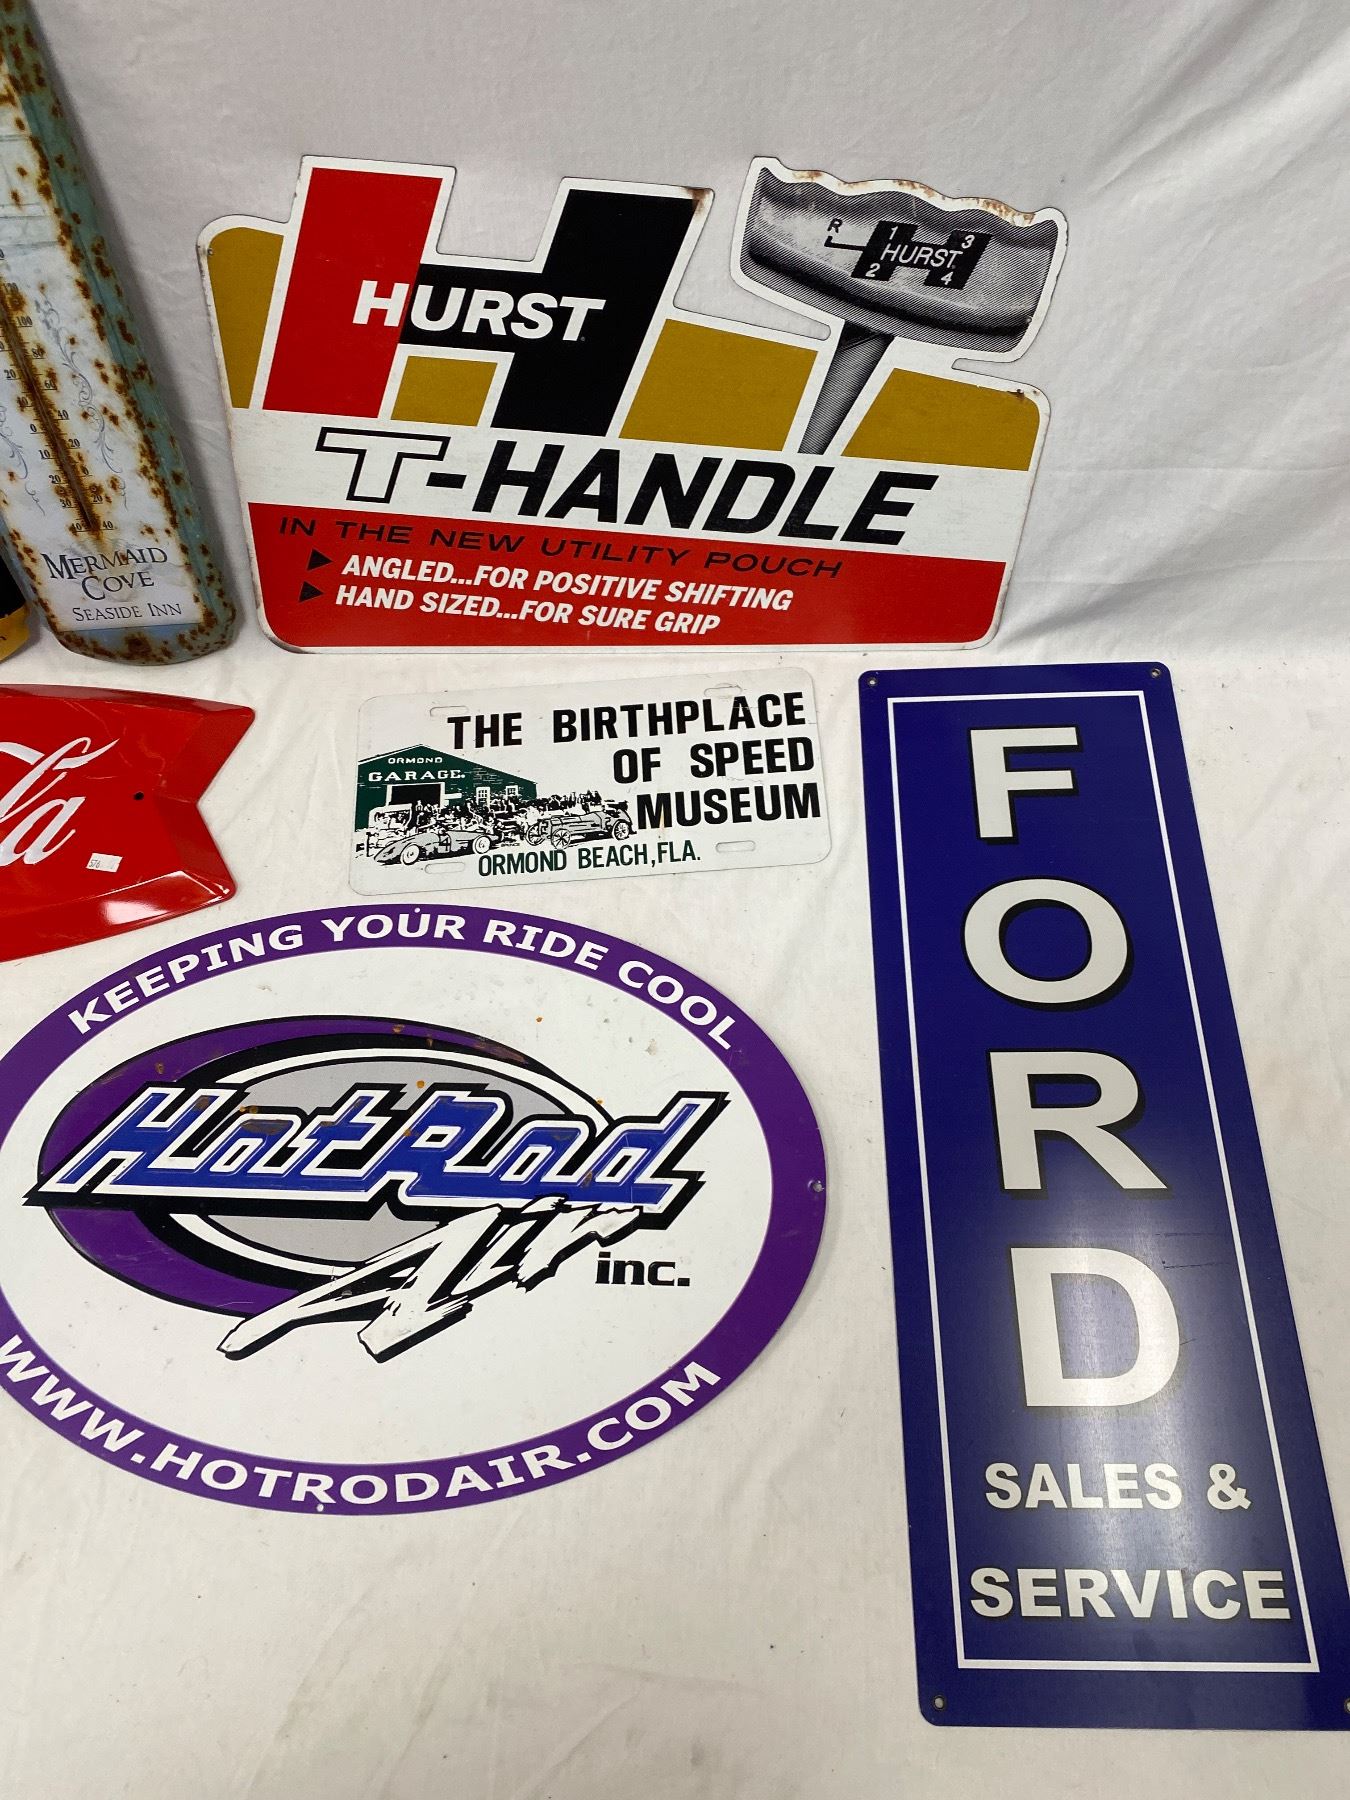 HURST
R 1 3
HURST
2 4
T-HANDLE
IN THE NEW UTILITY POUCH
ANGLED...FOR POSITIVE SHIFTING
HAND SIZED...FOR SURE GRIP
MERMAID
COVE
SEASIDE INN
THE BIRTHPLACE
OF SPEED
MUSEUM
ORMOND
GARAGE.
ORMOND BEACH, FLA.
la
KEEPING YOUR RIDE COOL
HotRod
Air
inc.
WWW.HOTRODAIR.COM
FORD
SALES &
SERVICE